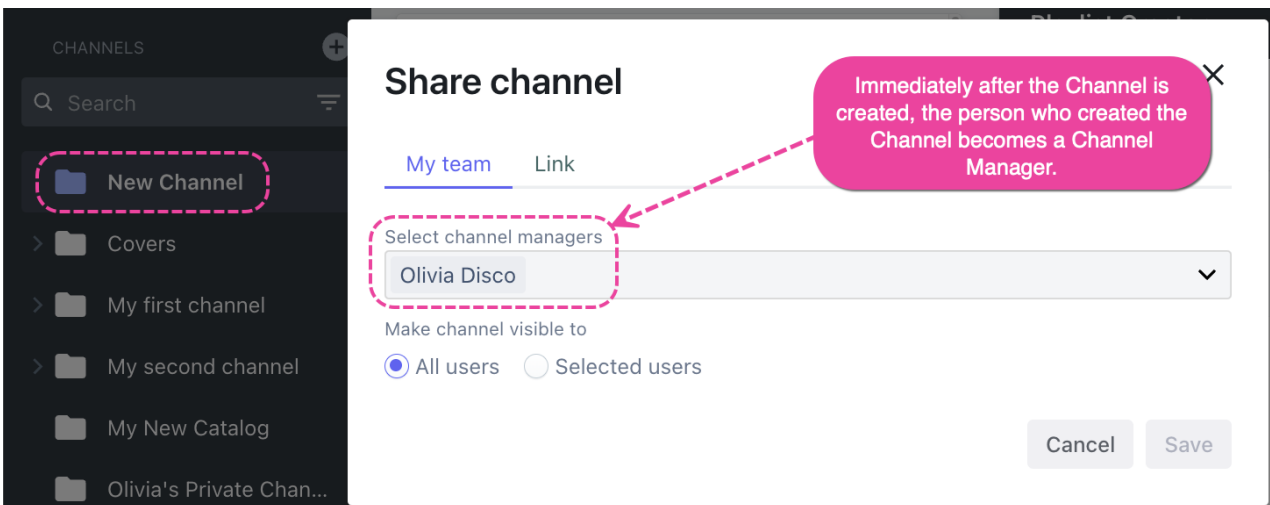 CHANNELS
Search
New Channel
Covers
My first channel
My second channel
My New Catalog
Olivia's Private Chan...
Share channel
Immediately after the Channel is
created, the person who created the
Channel becomes a Channel
Manager.
My team
Link
Select channel managers
Olivia Disco
Make channel visible to
All users
Selected users
Cancel
Save